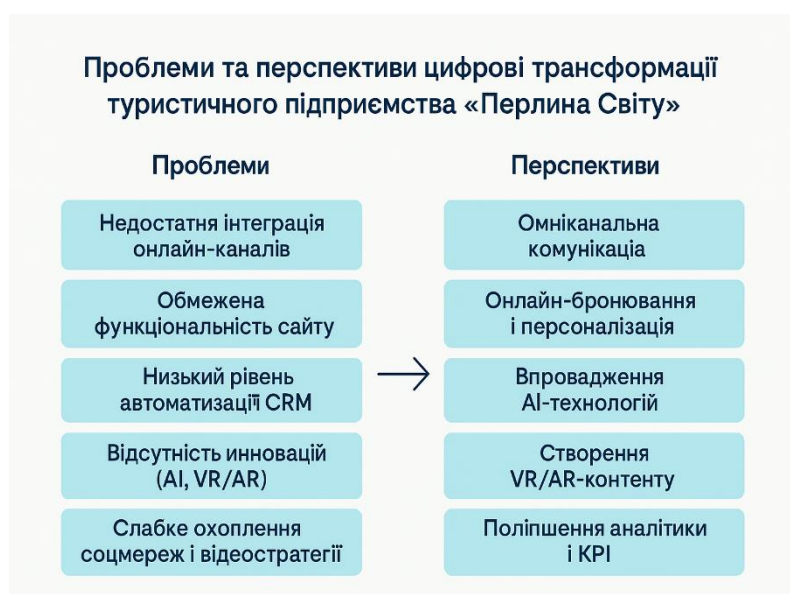 Проблеми та перспективи цифрові трансформації
туристичного підприємства «Перлина Світу»
Проблеми
Недостатня інтеграція
онлайн-каналів
Обмежена
функціональність сайту
Низький рівень
автоматизації CRM
Відсутність инновацій
(AI, VR/AR)
Слабке охоплення
соцмереж і відеостратегії
Перспективи
Омніканальна
комунікаціа
Онлайн-бронювання
і персоналізація
Впровадження
AI-технологій
Створення
VR/AR-контенту
Поліпшення аналітики
і KPI